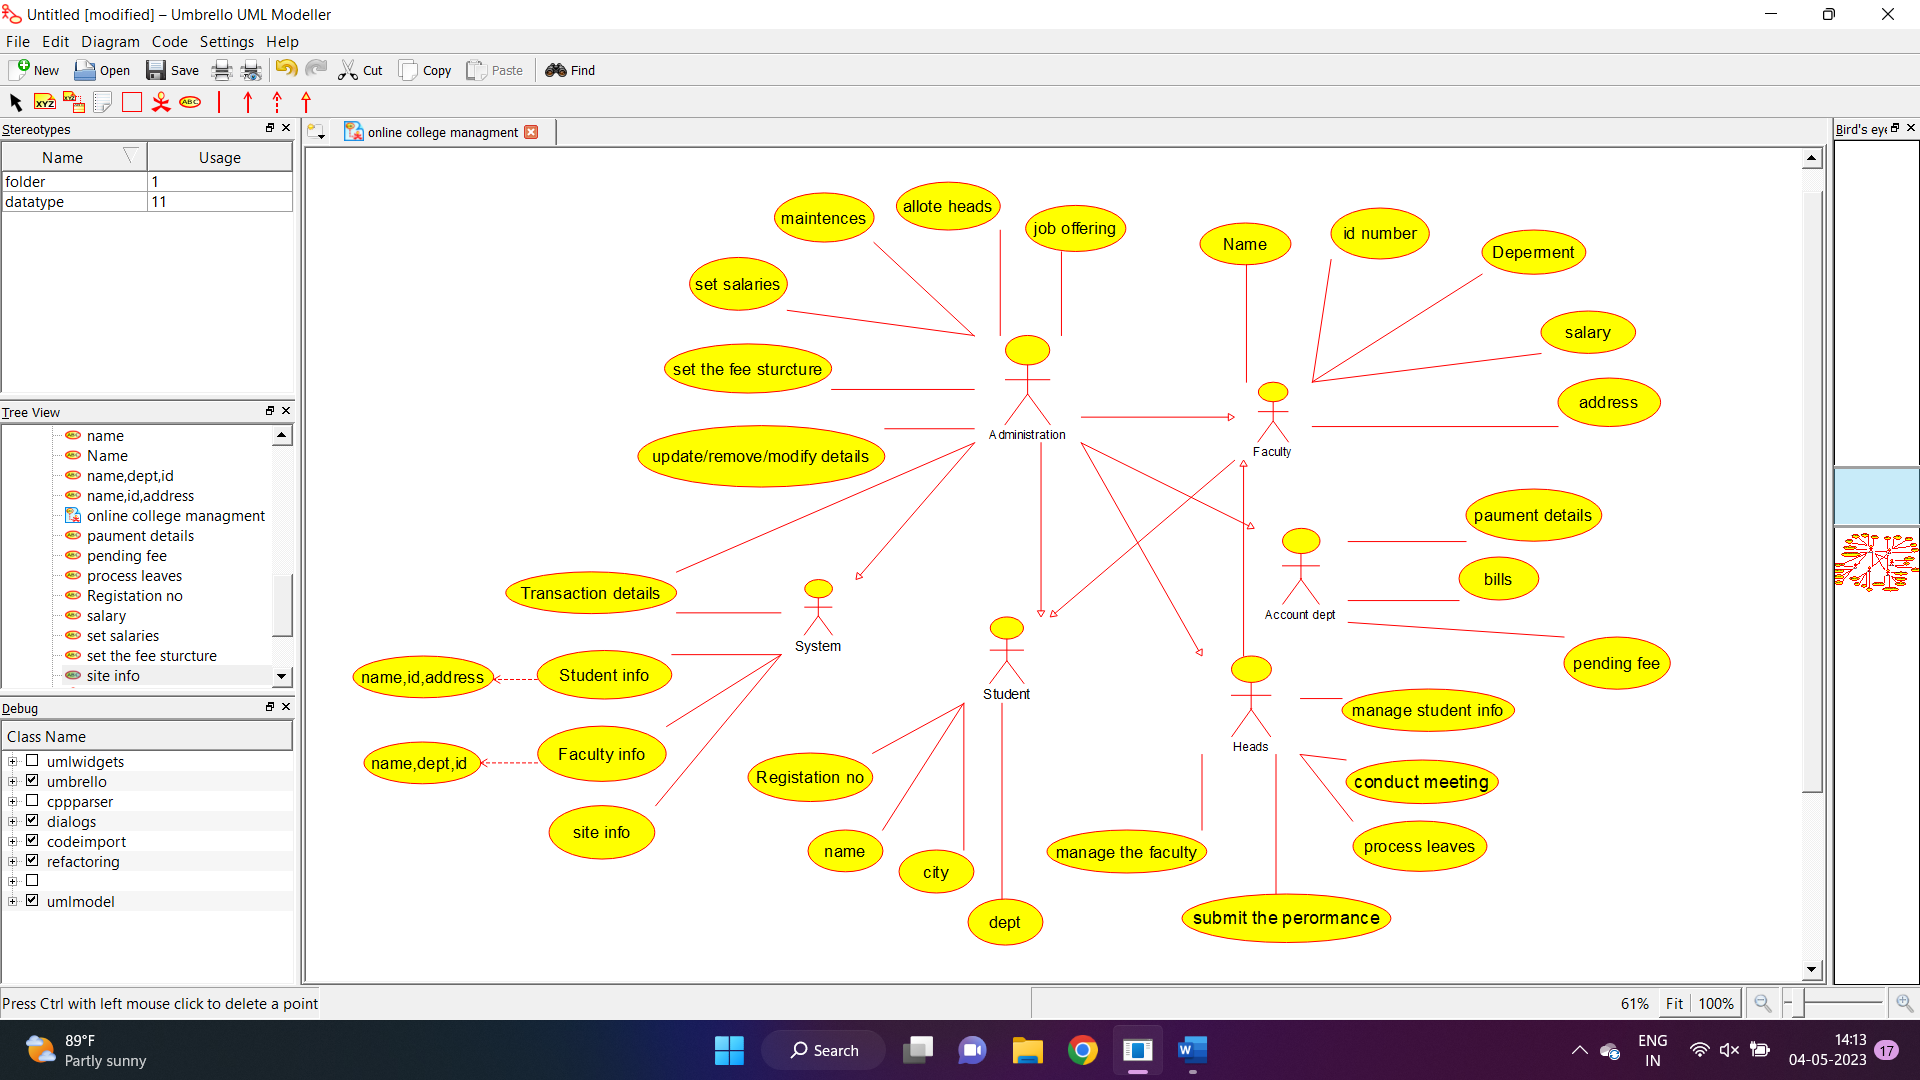 Untitled [modified] – Umbrello UML Modeller
File Edit Diagram Code Settings Help
New Open Save Cut Copy Paste Find
XYZ XYZ ABC
Stereotypes
Name Usage
folder 1
datatype 11
Tree View
name
Name
name,dept,id
name,id,address
online college managment
paument details
pending fee
process leaves
Registation no
salary
set salaries
set the fee sturcture
site info
Debug
Class Name
umlwidgets
umbrello
cppparser
dialogs
codeimport
refactoring
umlmodel
online college managment
Bird's eye
maintences
allote heads
job offering
Name
id number
Deperment
set salaries
salary
set the fee sturcture
address
Administration
Faculty
update/remove/modify details
paument details
bills
Transaction details
Account dept
System
pending fee
name,id,address
Student info
Student
manage student info
Heads
name,dept,id
Faculty info
Registation no
conduct meeting
site info
name
manage the faculty
process leaves
city
dept
submit the perormance
Press Ctrl with left mouse click to delete a point
61% Fit 100%
89°F
Partly sunny
Search
ENG
IN
14:13
04-05-2023
17